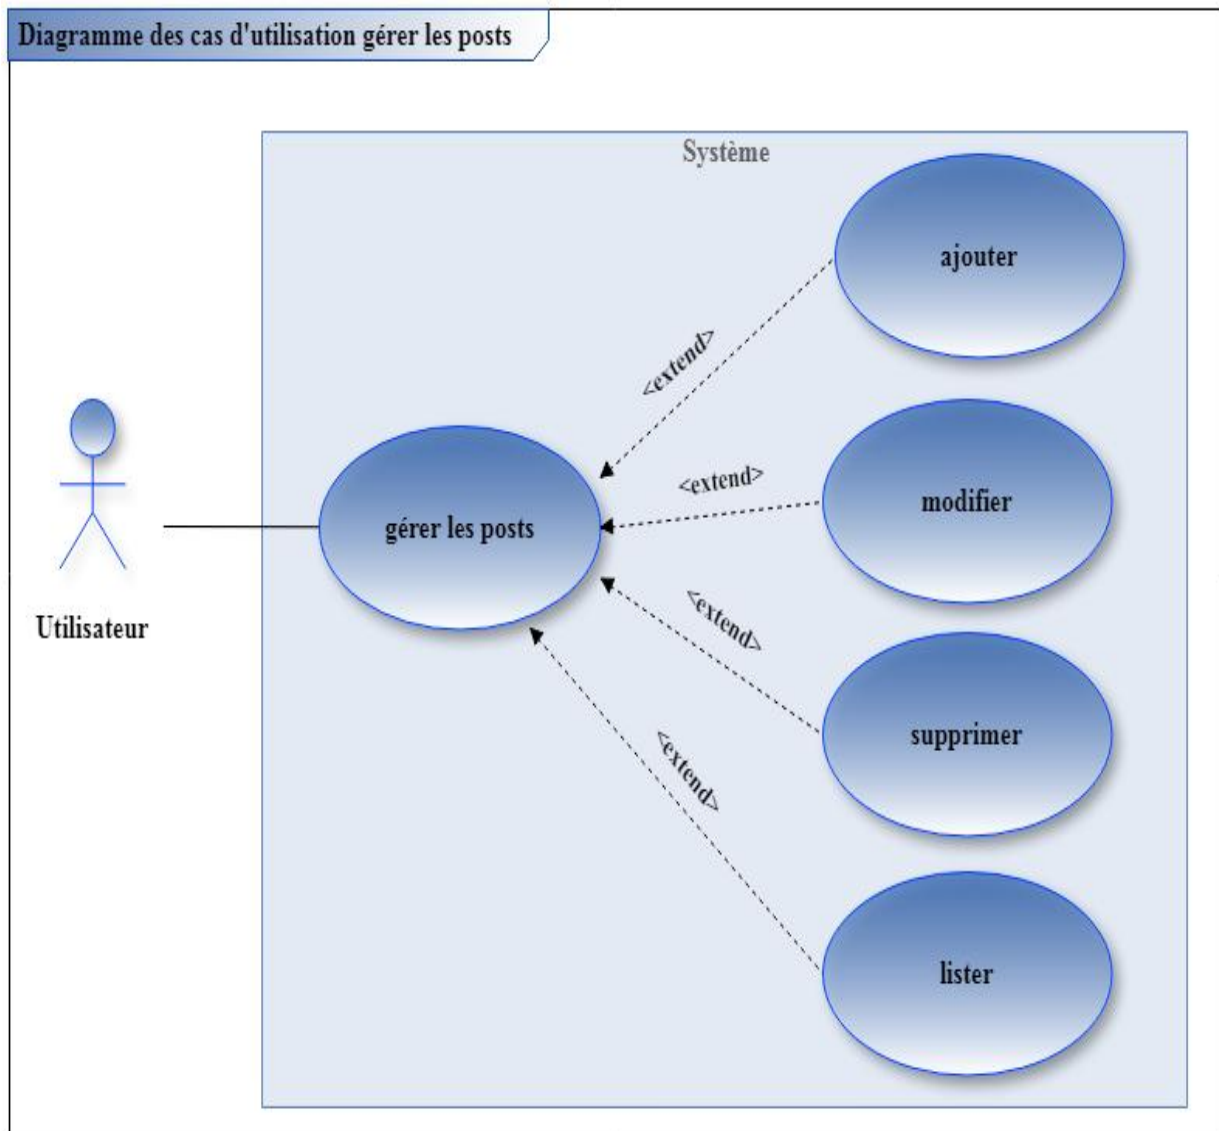 Diagramme des cas d'utilisation gérer les posts
Système
ajouter
<extend>
modifier
<extend>
gérer les posts
<extend>
supprimer
Utilisateur
<extend>
lister